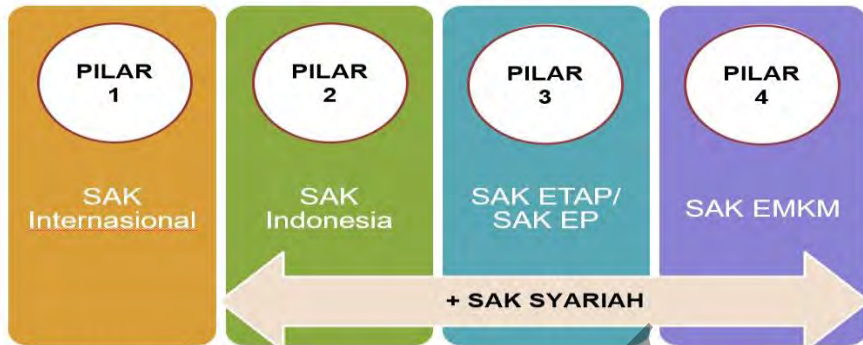 PILAR
1
SAK
Internasional
PILAR
2
SAK
Indonesia
PILAR
3
SAK ETAP/
SAK EP
PILAR
4
SAK EMKM
+ SAK SYARIAH